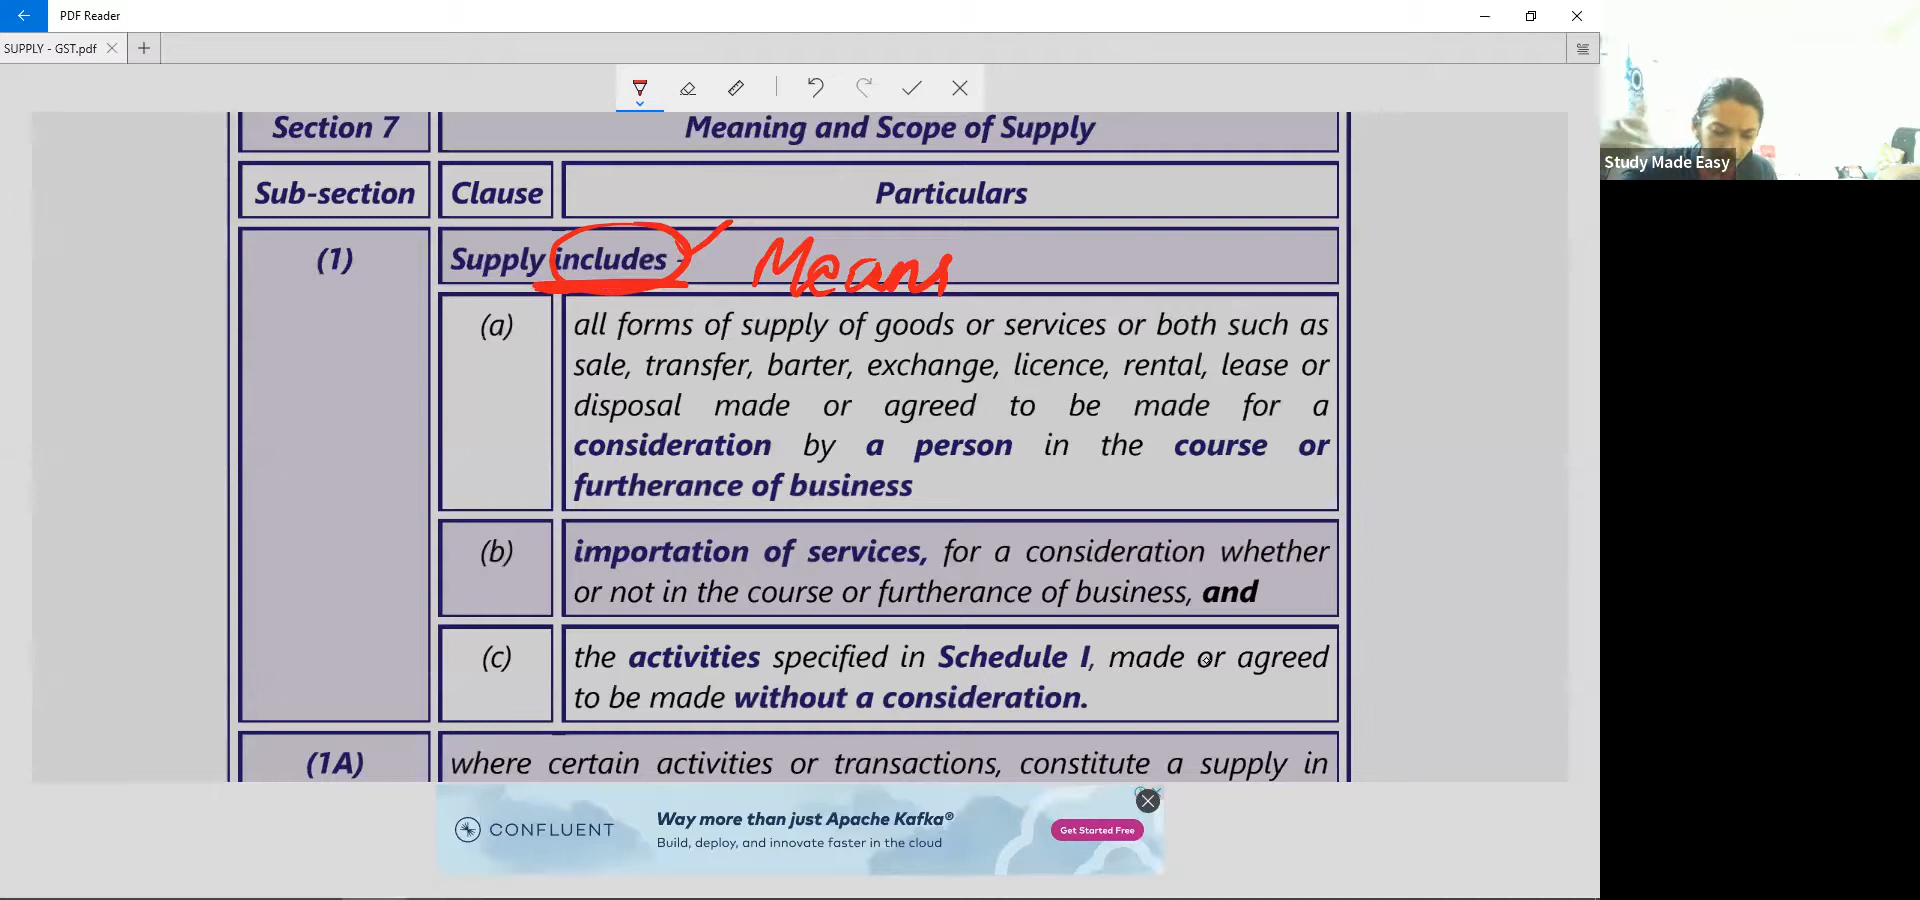 PDF Reader
SUPPLY - GST.pdf
Section 7
Meaning and Scope of Supply
Sub-section
Clause
Particulars
(1)
Supply includes -
Means
(a)
all forms of supply of goods or services or both such as
sale, transfer, barter, exchange, licence, rental, lease or
disposal made or agreed to be made for a
consideration by a person in the course or
furtherance of business
(b)
importation of services, for a consideration whether
or not in the course or furtherance of business, and
(c)
the activities specified in Schedule I, made or agreed
to be made without a consideration.
(1A)
where certain activities or transactions, constitute a supply in
CONFLUENT
Way more than just Apache Kafka®
Build, deploy, and innovate faster in the cloud
Get Started Free
Study Made Easy